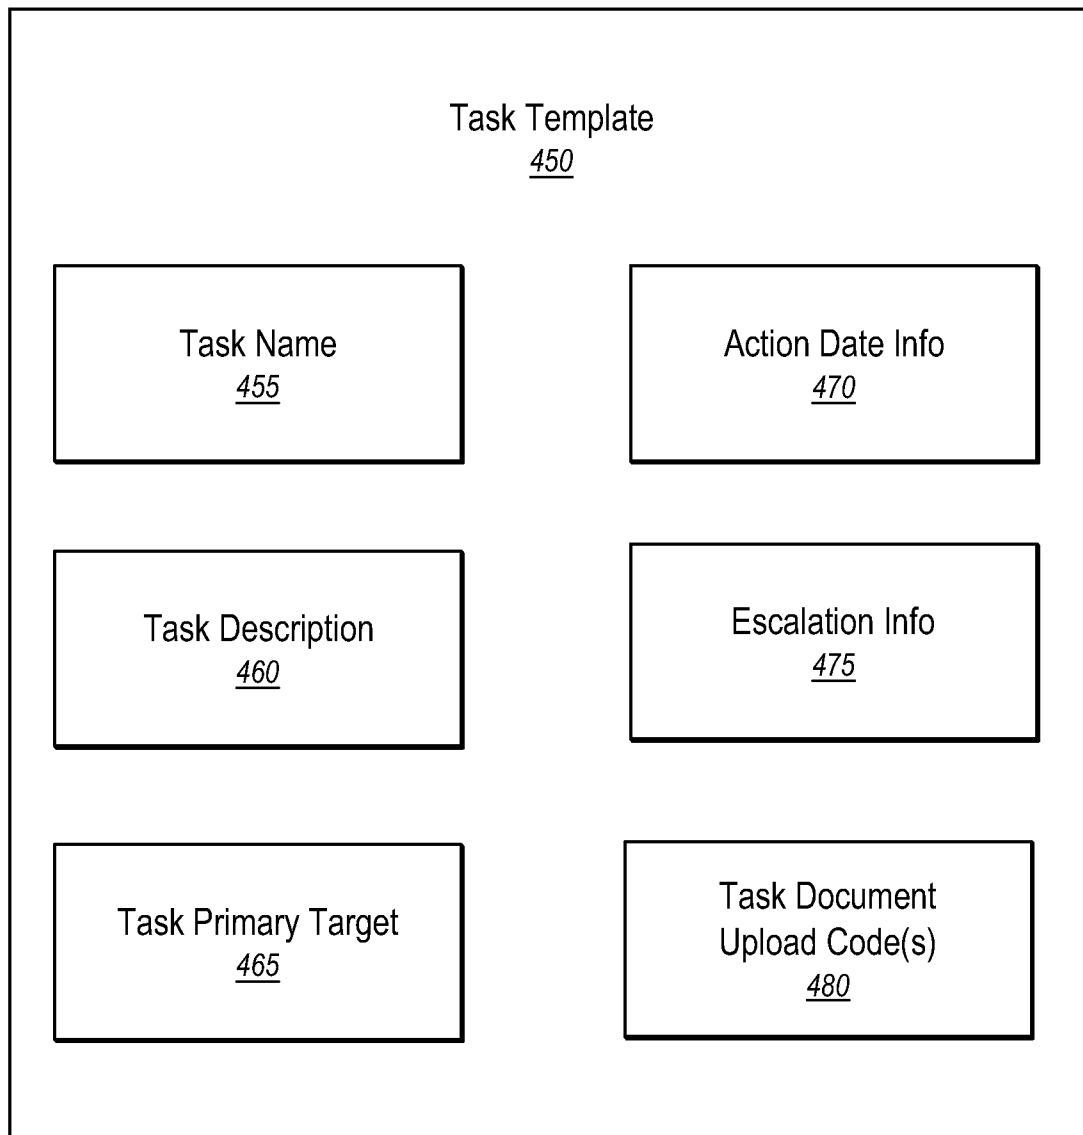 Task Template
450
Task Name
455
Action Date Info
470
Task Description
460
Escalation Info
475
Task Primary Target
465
Task Document
Upload Code(s)
480